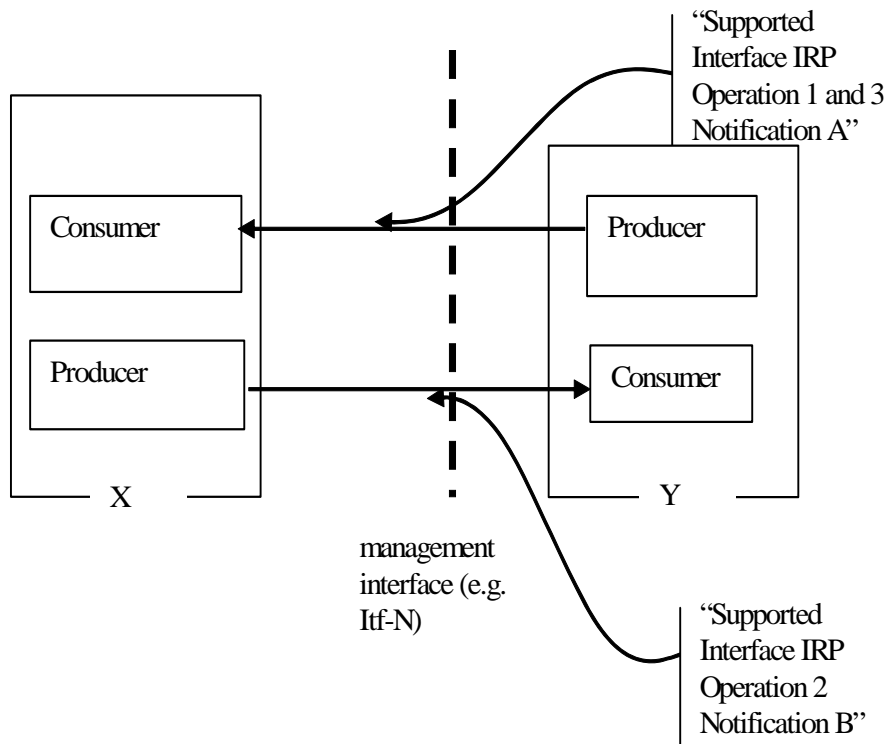 “Supported
Interface IRP
Operation 1 and 3
Notification A”
Consumer
Producer
Producer
Consumer
X
Y
management
interface (e.g.
Itf-N)
“Supported
Interface IRP
Operation 2
Notification B”